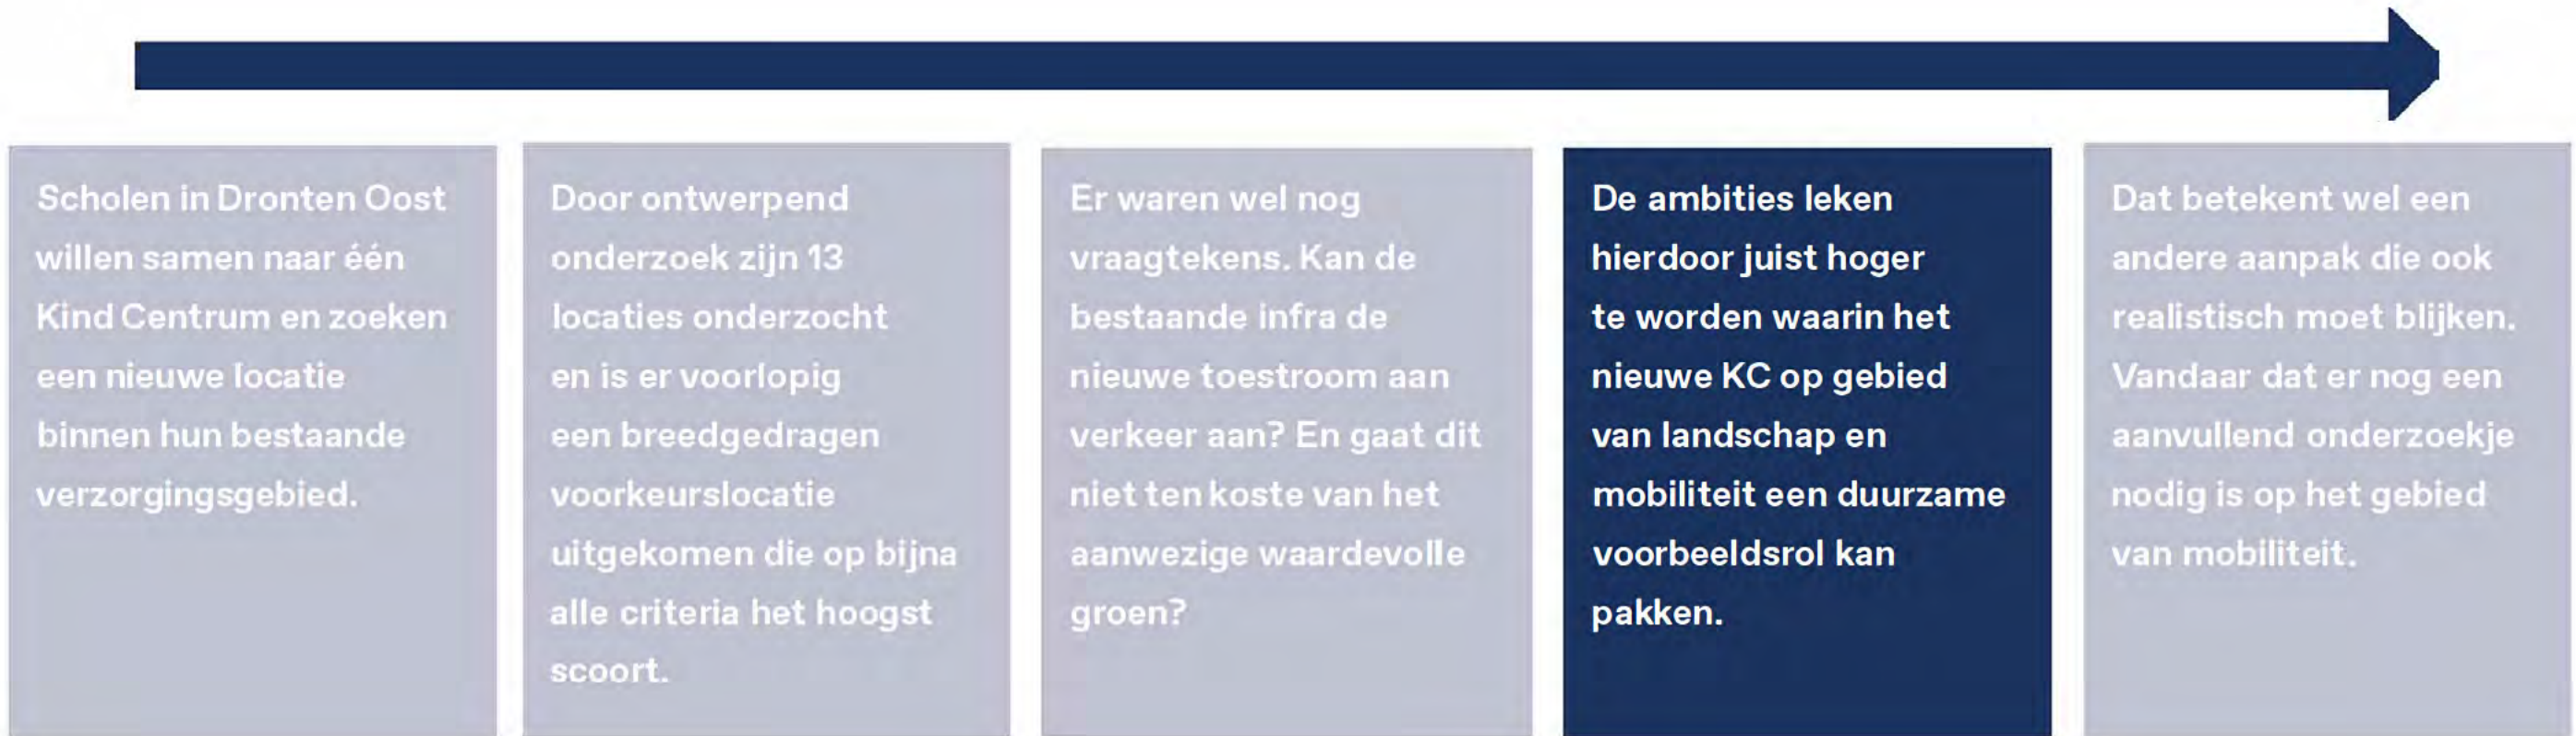 Scholen in Dronten Oost
willen samen naar één
Kind Centrum en zoeken
een nieuwe locatie
binnen hun bestaande
verzorgingsgebied.
Door ontwerpend
onderzoek zijn 13
locaties onderzocht
en is er voorlopig
een breedgedragen
voorkeurslocatie
uitgekomen die op bijna
alle criteria het hoogst
scoort.
Er waren wel nog
vraagtekens. Kan de
bestaande infra de
nieuwe toestroom aan
verkeer aan? En gaat dit
niet ten koste van het
aanwezige waardevolle
groen?
De ambities leken
hierdoor juist hoger
te worden waarin het
nieuwe KC op gebied
van landschap en
mobiliteit een duurzame
voorbeeldsrol kan
pakken.
Dat betekent wel een
andere aanpak die ook
realistisch moet blijken.
Vandaar dat er nog een
aanvullend onderzoekje
nodig is op het gebied
van mobiliteit.